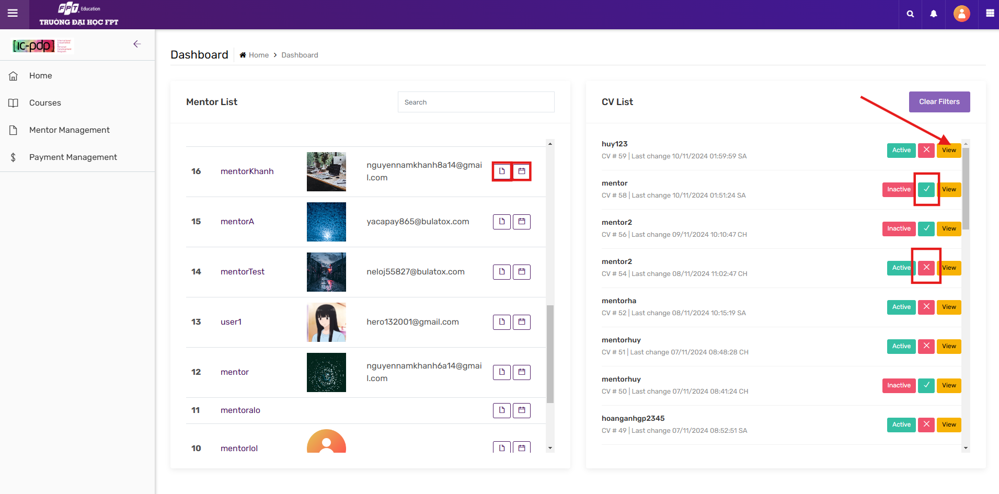 FPT Education
TRƯỜNG ĐẠI HỌC FPT
[ic-pdp]
International
Cooperation
&
Personal
Development
Program
Home
Courses
Mentor Management
Payment Management
$
Dashboard
Home > Dashboard
Mentor List
Search
16 mentorKhanh nguyennamkhanh8a14@gmai
l.com
15 mentorA yacapay865@bulatox.com
14 mentorTest neloj55827@bulatox.com
13 user1 hero132001@gmail.com
12 mentor nguyennamkhanh6a14@gmai
l.com
11 mentoralo
10 mentorlol
CV List
Clear Filters
huy123
CV # 59 | Last change 10/11/2024 01:59:59 SA
Active View
mentor
CV # 58 | Last change 10/11/2024 01:51:24 SA
Inactive View
mentor2
CV # 56 | Last change 09/11/2024 10:10:47 CH
Inactive View
mentor2
CV # 54 | Last change 08/11/2024 11:02:47 CH
Active View
mentorha
CV # 52 | Last change 08/11/2024 10:15:19 SA
Active View
mentorhuy
CV # 51 | Last change 07/11/2024 08:48:28 CH
Active View
mentorhuy
CV # 50 | Last change 07/11/2024 08:41:24 CH
Inactive View
hoanganhgp2345
CV # 49 | Last change 07/11/2024 08:52:51 SA
Active View